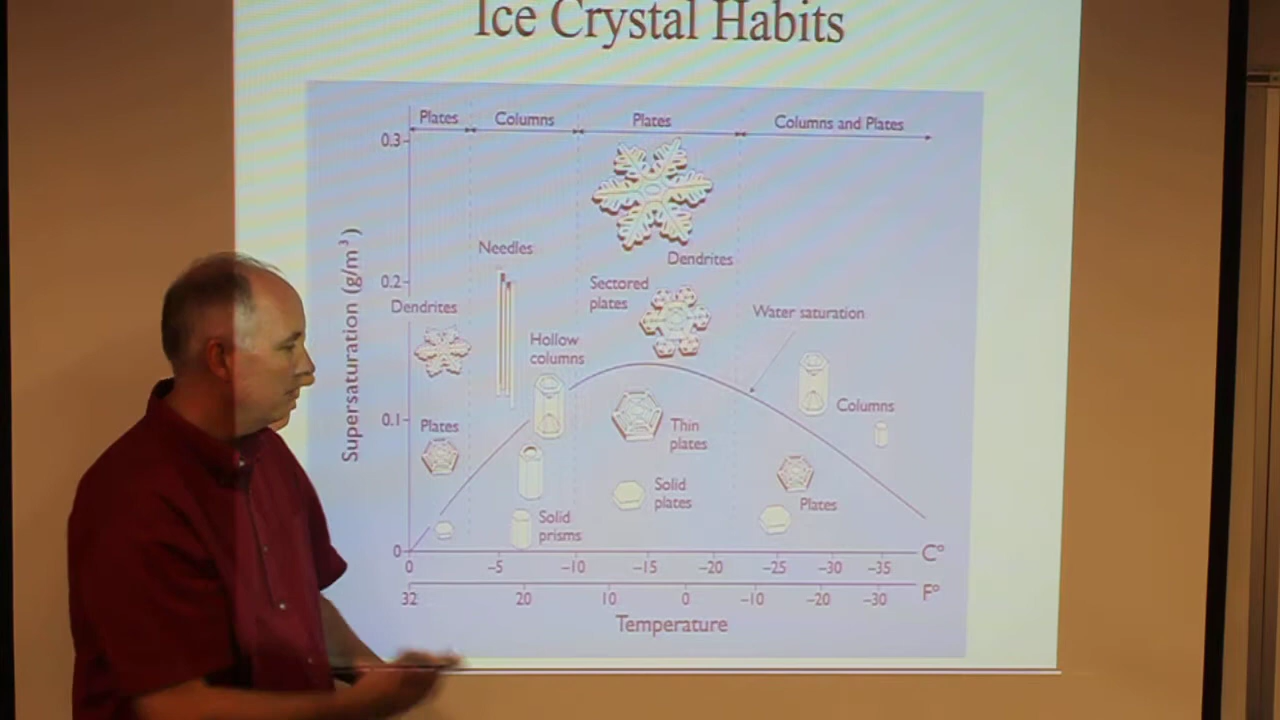 Ice Crystal Habits
Plates
Columns
Plates
Columns and Plates
0.3
Dendrites
Needles
0.2
Sectored
plates
Dendrites
Water saturation
Hollow
columns
Supersaturation (g/m³)
0.1
Plates
Columns
Thin
plates
Solid
plates
Plates
Solid
prisms
0
0 -5 -10 -15 -20 -25 -30 -35 C°
32 20 10 0 -10 -20 -30 F°
Temperature